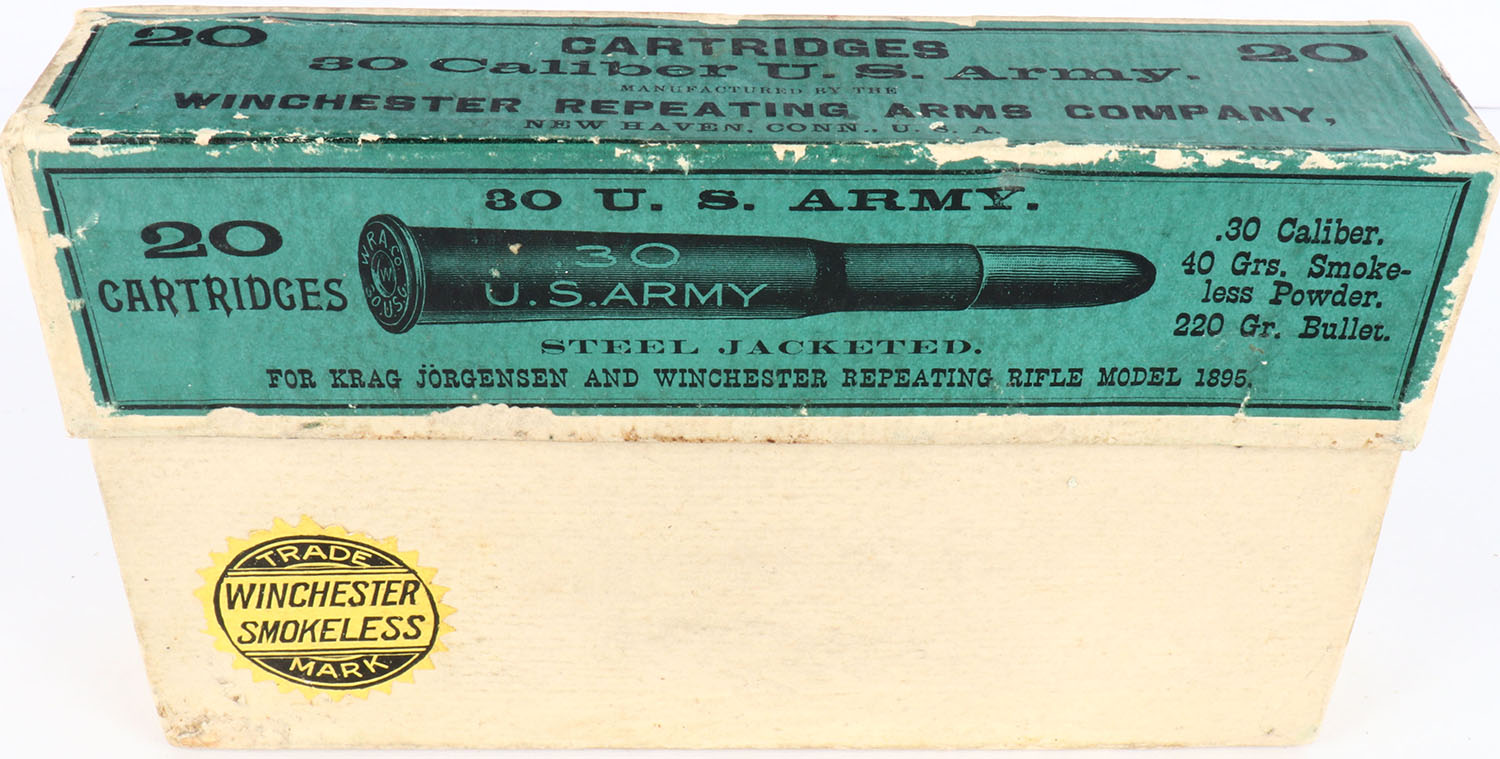 20 CARTRIDGES 20
30 Caliber U. S. Army.
MANUFACTURED BY THE
WINCHESTER REPEATING ARMS COMPANY,
NEW HAVEN, CONN., U. S. A.
30 U. S. ARMY.
20
CARTRIDGES
W.R.A.Co.
W
30 U.S.A.
.30
U.S.ARMY
.30 Caliber.
40 Grs. Smoke-
less Powder.
220 Gr. Bullet.
STEEL JACKETED.
FOR KRAG JÖRGENSEN AND WINCHESTER REPEATING RIFLE MODEL 1895.
TRADE
WINCHESTER
SMOKELESS
MARK